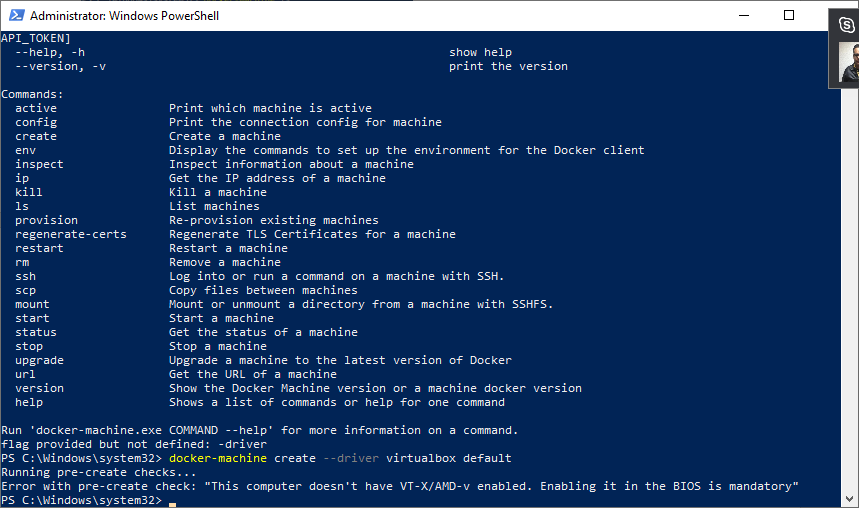 Administrator: Windows PowerShell
API_TOKEN]
--help, -h show help
--version, -v print the version
Commands:
active Print which machine is active
config Print the connection config for machine
create Create a machine
env Display the commands to set up the environment for the Docker client
inspect Inspect information about a machine
ip Get the IP address of a machine
kill Kill a machine
ls List machines
provision Re-provision existing machines
regenerate-certs Regenerate TLS Certificates for a machine
restart Restart a machine
rm Remove a machine
ssh Log into or run a command on a machine with SSH.
scp Copy files between machines
mount Mount or unmount a directory from a machine with SSHFS.
start Start a machine
status Get the status of a machine
stop Stop a machine
upgrade Upgrade a machine to the latest version of Docker
url Get the URL of a machine
version Show the Docker Machine version or a machine docker version
help Shows a list of commands or help for one command
Run 'docker-machine.exe COMMAND --help' for more information on a command.
flag provided but not defined: -driver
PS C:\Windows\system32> docker-machine create --driver virtualbox default
Running pre-create checks...
Error with pre-create check: "This computer doesn't have VT-X/AMD-v enabled. Enabling it in the BIOS is mandatory"
PS C:\Windows\system32>